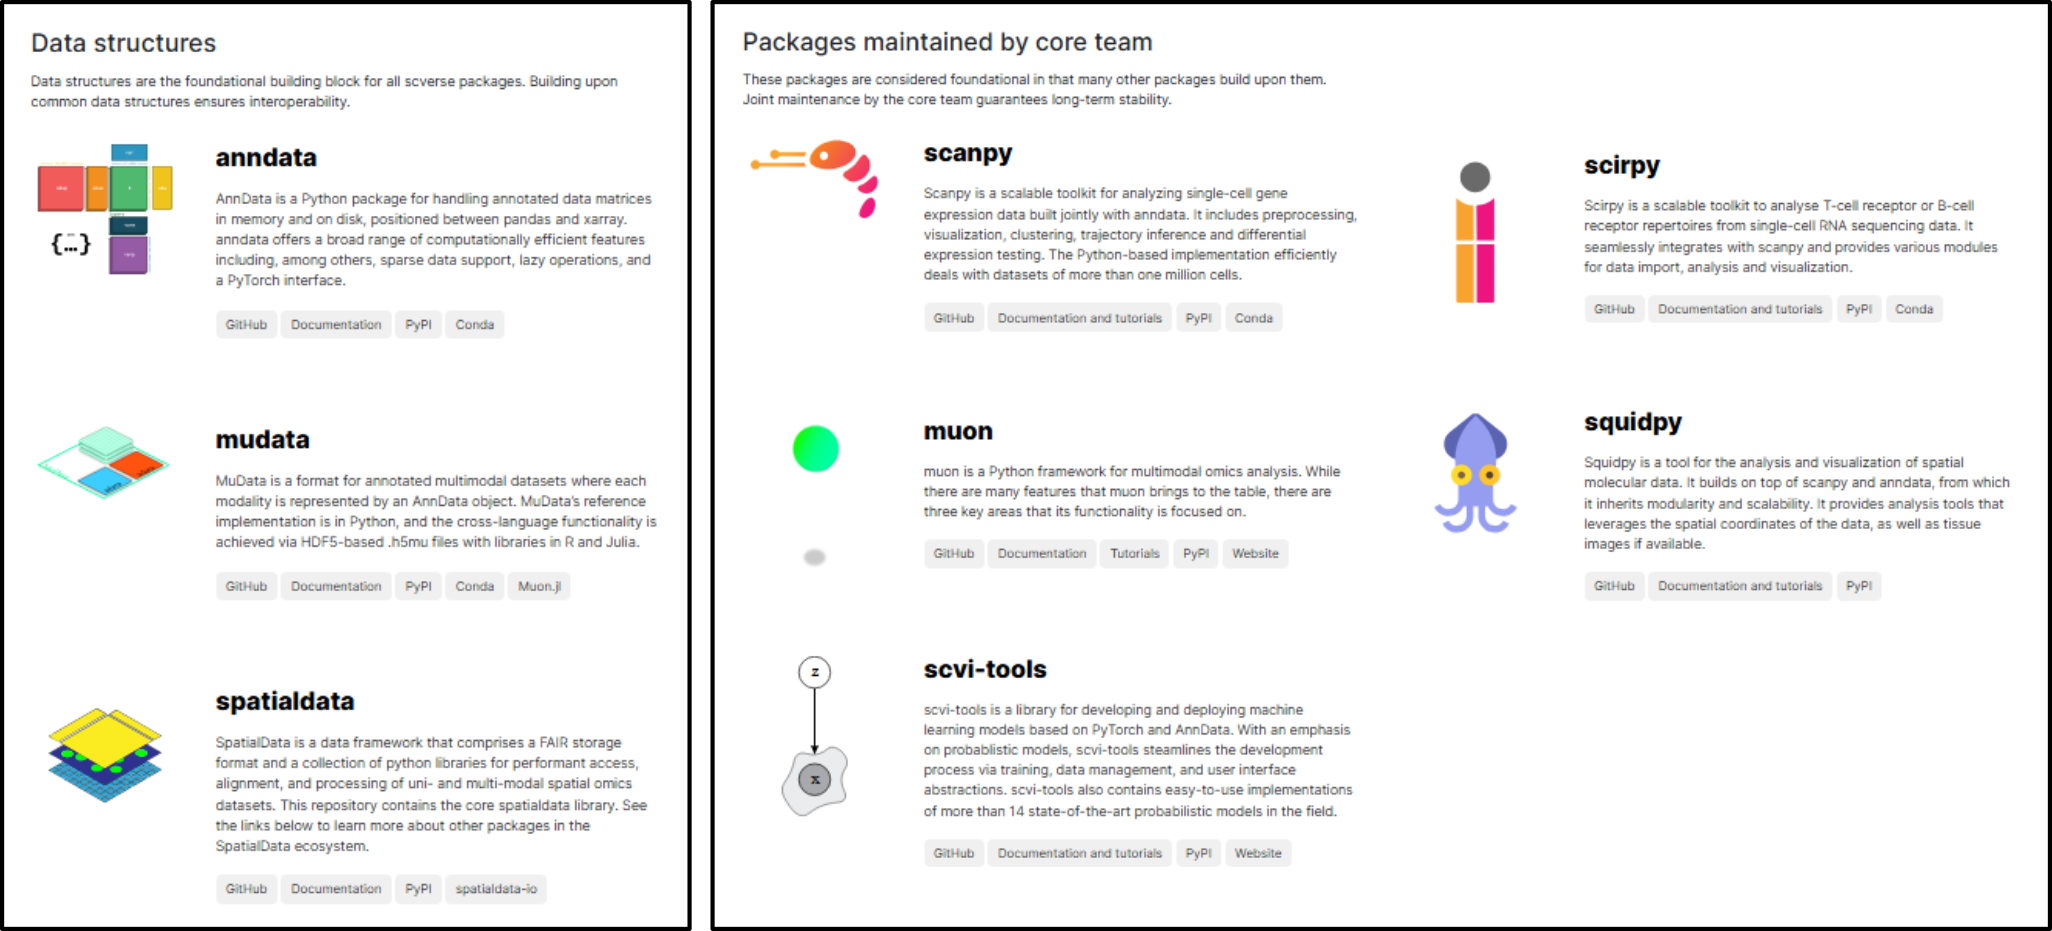 Data structures
Data structures are the foundational building block for all scverse packages. Building upon
common data structures ensures interoperability.
anndata
AnnData is a Python package for handling annotated data matrices
in memory and on disk, positioned between pandas and xarray.
anndata offers a broad range of computationally efficient features
including, among others, sparse data support, lazy operations, and
a PyTorch interface.
{...}
GitHub Documentation PyPI Conda
mudata
MuData is a format for annotated multimodal datasets where each
modality is represented by an AnnData object. MuData's reference
implementation is in Python, and the cross-language functionality is
achieved via HDF5-based .h5mu files with libraries in R and Julia.
GitHub Documentation PyPI Conda Muon.jl
spatialdata
SpatialData is a data framework that comprises a FAIR storage
format and a collection of python libraries for performant access,
alignment, and processing of uni- and multi-modal spatial omics
datasets. This repository contains the core spatialdata library. See
the links below to learn more about other packages in the
SpatialData ecosystem.
GitHub Documentation PyPI spatialdata-io
Packages maintained by core team
These packages are considered foundational in that many other packages build upon them.
Joint maintenance by the core team guarantees long-term stability.
scanpy
Scanpy is a scalable toolkit for analyzing single-cell gene
expression data built jointly with anndata. It includes preprocessing,
visualization, clustering, trajectory inference and differential
expression testing. The Python-based implementation efficiently
deals with datasets of more than one million cells.
GitHub Documentation and tutorials PyPI Conda
scirpy
Scirpy is a scalable toolkit to analyse T-cell receptor or B-cell
receptor repertoires from single-cell RNA sequencing data. It
seamlessly integrates with scanpy and provides various modules
for data import, analysis and visualization.
GitHub Documentation and tutorials PyPI Conda
muon
muon is a Python framework for multimodal omics analysis. While
there are many features that muon brings to the table, there are
three key areas that its functionality is focused on.
GitHub Documentation Tutorials PyPI Website
squidpy
Squidpy is a tool for the analysis and visualization of spatial
molecular data. It builds on top of scanpy and anndata, from which
it inherits modularity and scalability. It provides analysis tools that
leverages the spatial coordinates of the data, as well as tissue
images if available.
GitHub Documentation and tutorials PyPI
z
x
scvi-tools
scvi-tools is a library for developing and deploying machine
learning models based on PyTorch and AnnData. With an emphasis
on probablistic models, scvi-tools steamlines the development
process via training, data management, and user interface
abstractions. scvi-tools also contains easy-to-use implementations
of more than 14 state-of-the-art probabilistic models in the field.
GitHub Documentation and tutorials PyPI Website